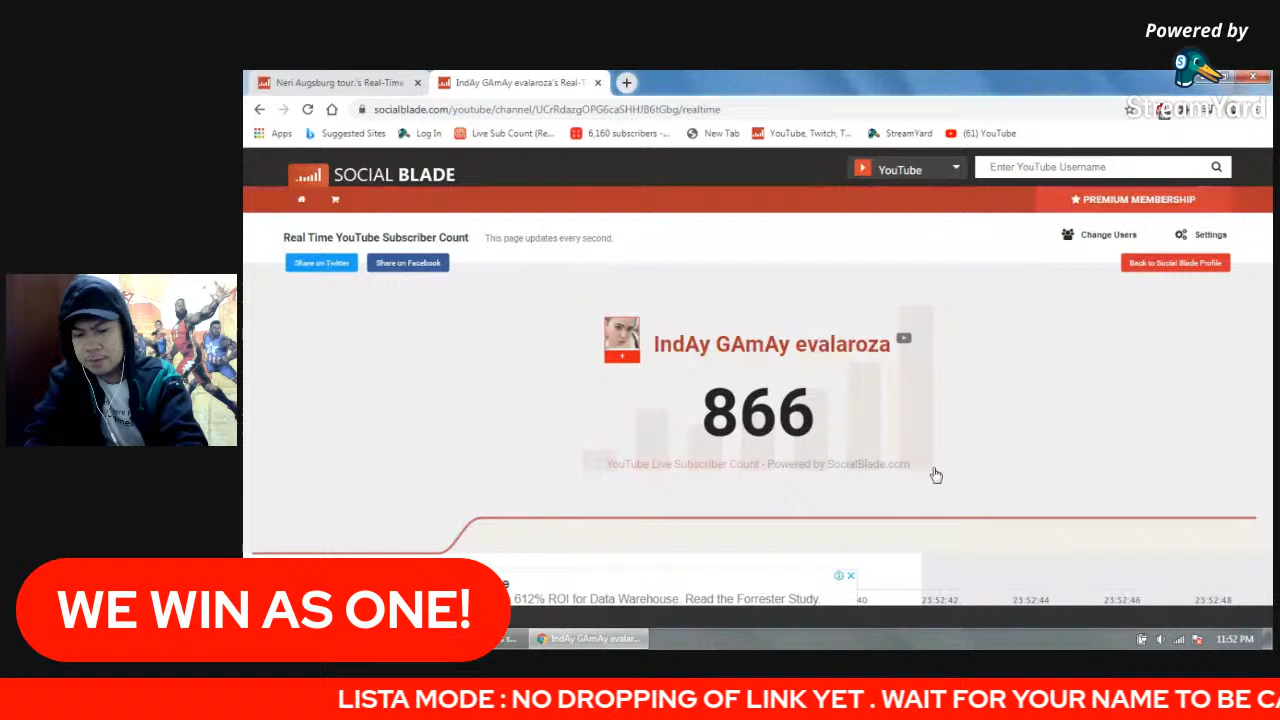 Powered by
StreamYard
Neri Augsburg tour.'s Real-Time
IndAy GAmAy evalaroza's Real-T
socialblade.com/youtube/channel/UCrRdazgOPG6caSHHJB6tGbg/realtime
Apps
Suggested Sites
Log In
Live Sub Count (Re...
6,160 subscribers -...
New Tab
YouTube, Twitch, T...
StreamYard
(61) YouTube
SOCIAL BLADE
YouTube
Enter YouTube Username
PREMIUM MEMBERSHIP
Real Time YouTube Subscriber Count
This page updates every second.
Change Users
Settings
Share on Twitter
Share on Facebook
Back to Social Blade Profile
IndAy GAmAy evalaroza
866
YouTube Live Subscriber Count - Powered by SocialBlade.com
612% ROI for Data Warehouse. Read the Forrester Study.
40
23:52:42
23:52:44
23:52:46
23:52:48
WE WIN AS ONE!
IndAy GAmAy evalar...
11:52 PM
LISTA MODE : NO DROPPING OF LINK YET . WAIT FOR YOUR NAME TO BE CA